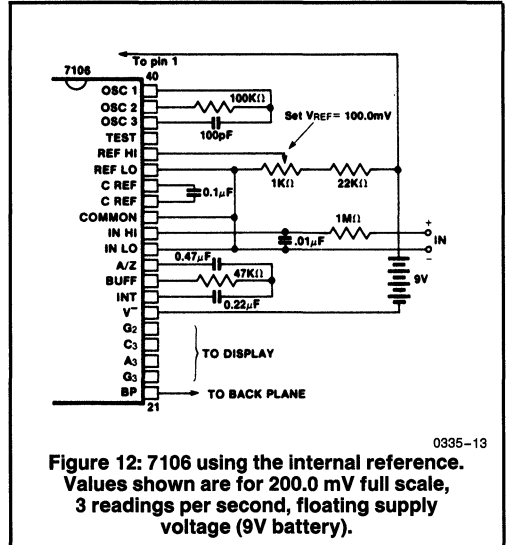 To pin 1
7106
40
OSC 1
OSC 2
100KΩ
OSC 3
100pF
Set VREF = 100.0mV
TEST
REF HI
REF LO
1KΩ
22KΩ
C REF
0.1μF
C REF
COMMON
1MΩ
IN HI
+
IN
.01μF
IN LO
−
0.47μF
A/Z
BUFF
47KΩ
9V
INT
0.22μF
V−
G2
C3
TO DISPLAY
A3
G3
BP
TO BACK PLANE
21
0335–13
Figure 12: 7106 using the internal reference.
Values shown are for 200.0 mV full scale,
3 readings per second, floating supply
voltage (9V battery).